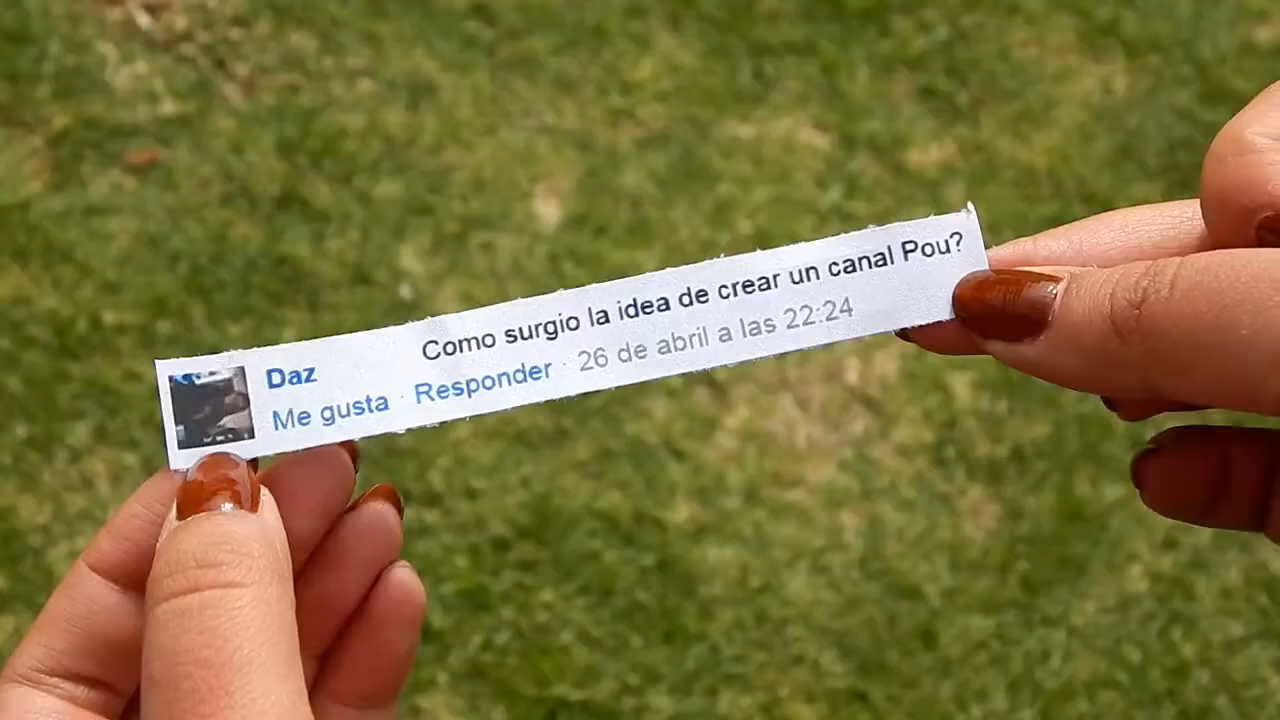 Daz Como surgio la idea de crear un canal Pou?
Me gusta · Responder · 26 de abril a las 22:24